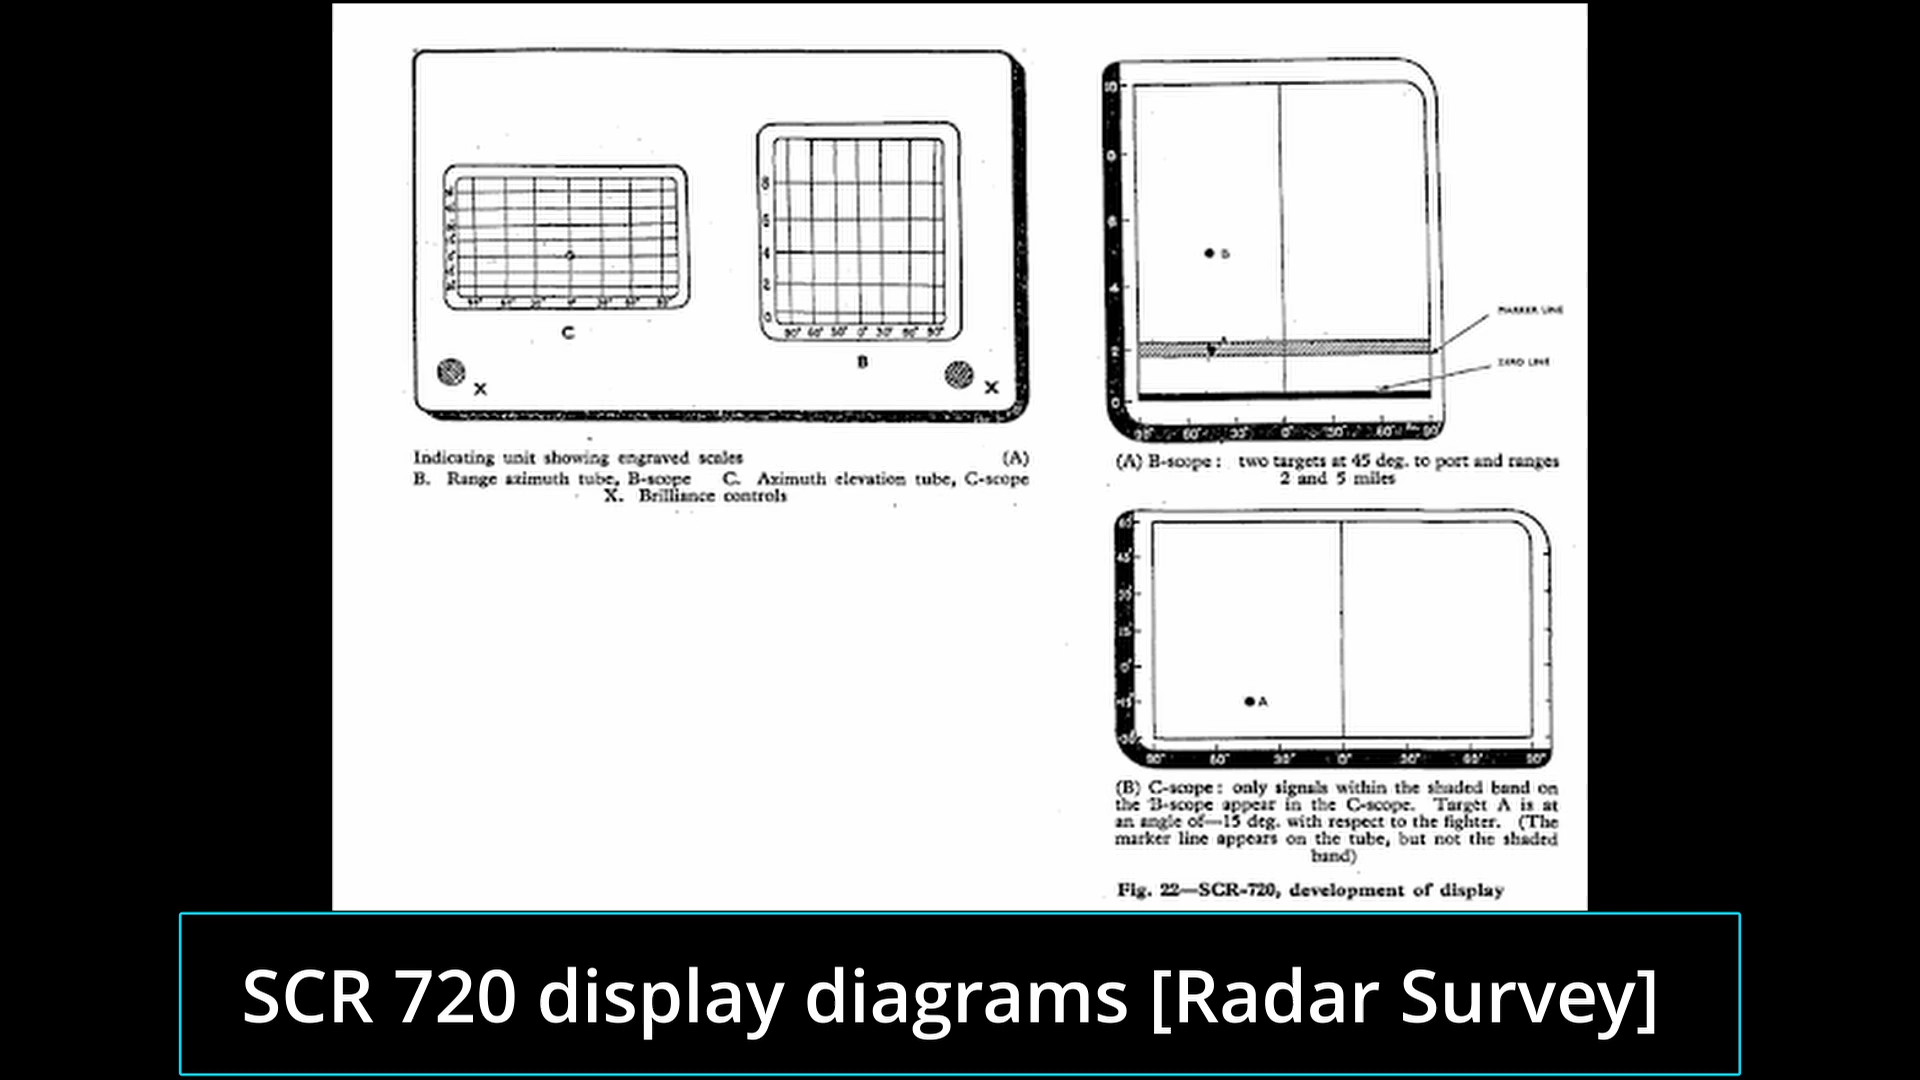 C
B
X
X
Indicating unit showing engraved scales (A)
B. Range azimuth tube, B-scope C. Azimuth elevation tube, C-scope
X. Brilliance controls
B
A
MARKER LINE
ZERO LINE
(A) B-scope: two targets at 45 deg. to port and ranges
2 and 5 miles
A
(B) C-scope: only signals within the shaded band on
the B-scope appear in the C-scope. Target A is at
an angle of—15 deg. with respect to the fighter. (The
marker line appears on the tube, but not the shaded
band)
Fig. 22—SCR-720, development of display
SCR 720 display diagrams [Radar Survey]